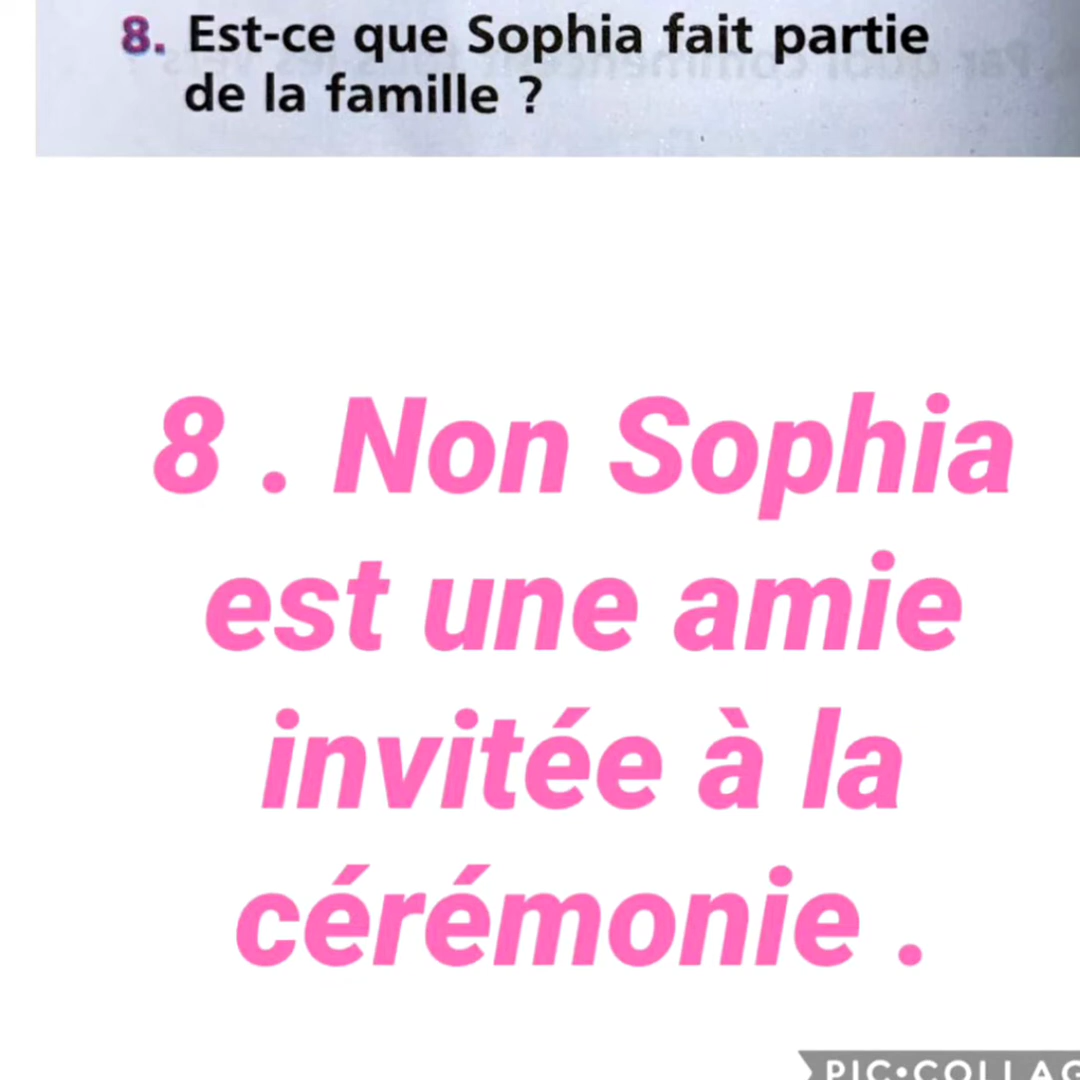 8. Est-ce que Sophia fait partie
de la famille ?
8 . Non Sophia
est une amie
invitée à la
cérémonie .
PIC•COLLAG